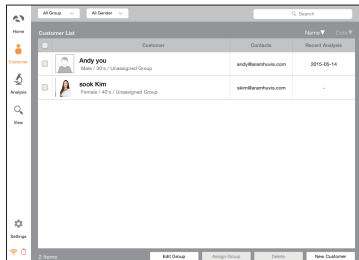 All Group
All Gender
Search
Home
Customer List
Name▼
Date▼
Customer
Contacts
Recent Analysis
Customer
Andy you
Male / 30's / Unassigned Group
andy@aramhuvis.com
2015-05-14
Analysis
sook Kim
Female / 40's / Unassigned Group
skim@aramhuvis.com
-
View
Settings
2 Items
Edit Group
Assign Group
Delete
New Customer